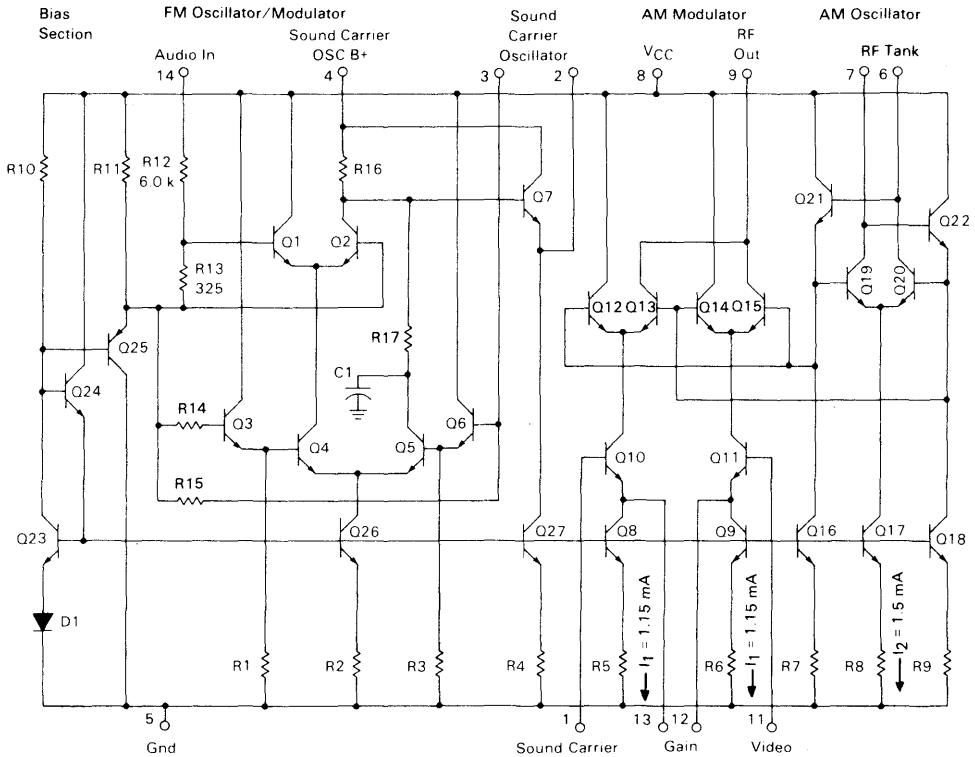 Bias
Section
FM Oscillator/Modulator
Sound
Carrier
Oscillator
AM Modulator
AM Oscillator
Audio In
14
Sound Carrier
OSC B+
4
3
2
VCC
8
RF
Out
9
RF Tank
7
6
R10
R11
R12
6.0 k
R16
Q7
Q21
Q22
Q1
Q2
R13
325
Q19
Q20
Q12
Q13
Q14
Q15
R17
Q25
Q24
C1
R14
Q3
Q4
Q5
Q6
R15
Q10
Q11
Q23
Q26
Q27
Q8
Q9
Q16
Q17
Q18
D1
R1
R2
R3
R4
R5
I1 = 1.15 mA
R6
I1 = 1.15 mA
R7
R8
I2 = 1.5 mA
R9
5
Gnd
1
13
12
11
Sound Carrier
Gain
Video